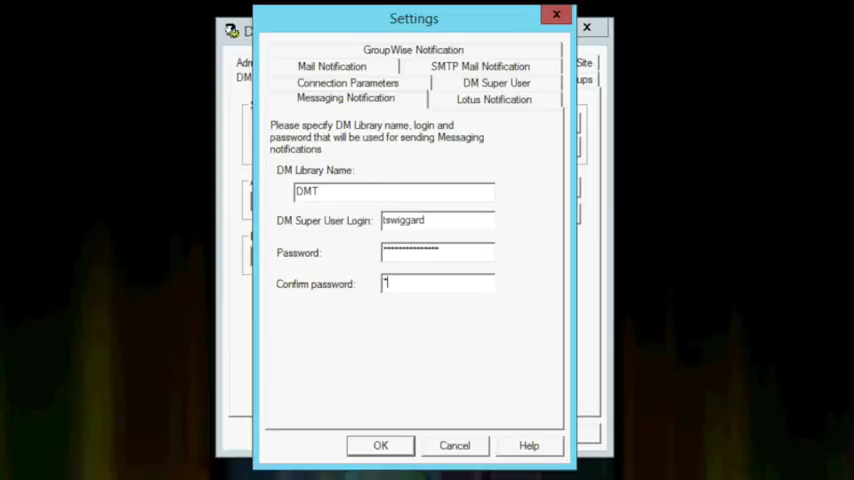 Settings
GroupWise Notification
Mail Notification
SMTP Mail Notification
Connection Parameters
DM Super User
Messaging Notification
Lotus Notification
Please specify DM Library name, login and
password that will be used for sending Messaging
notifications
DM Library Name:
DMT
DM Super User Login: tswiggard
Password:
Confirm password:
OK Cancel Help
Site
DM